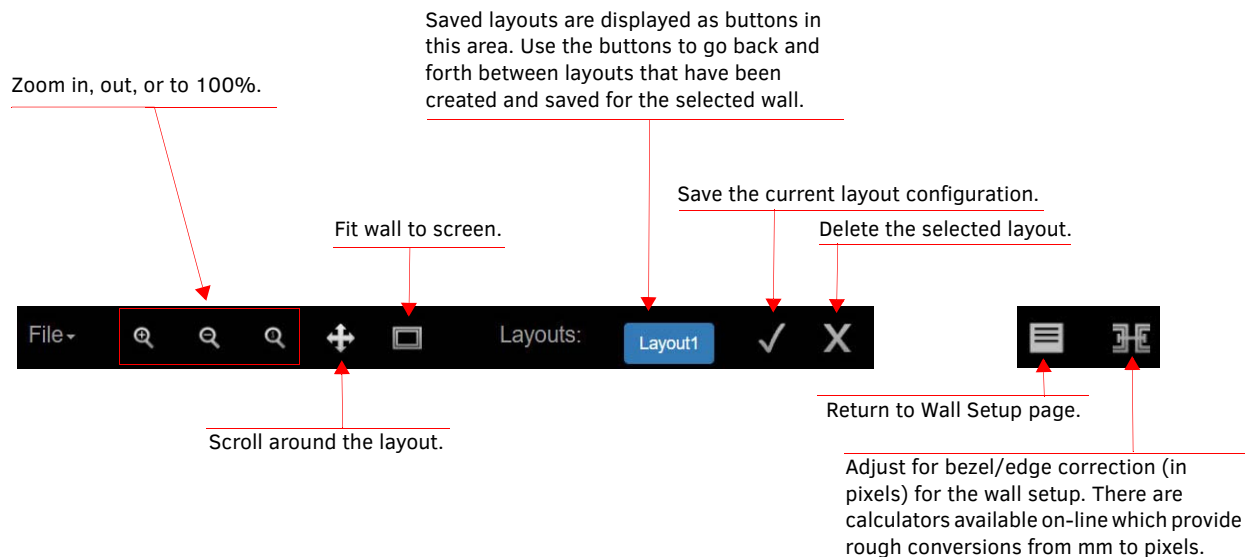 Saved layouts are displayed as buttons in
this area. Use the buttons to go back and
forth between layouts that have been
created and saved for the selected wall.
Zoom in, out, or to 100%.
Save the current layout configuration.
Fit wall to screen.
Delete the selected layout.
File
1
Layouts:
Layout1
Return to Wall Setup page.
Scroll around the layout.
Adjust for bezel/edge correction (in
pixels) for the wall setup. There are
calculators available on-line which provide
rough conversions from mm to pixels.